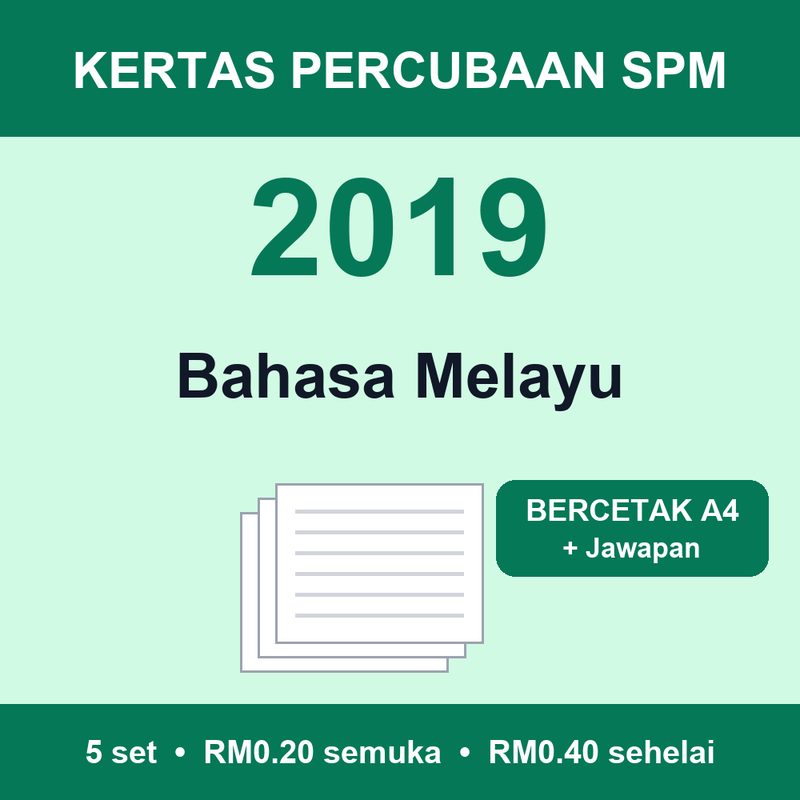 KERTAS PERCUBAAN SPM
2019
Bahasa Melayu
BERCETAK A4
+ Jawapan
5 set • RM0.20 semuka • RM0.40 sehelai